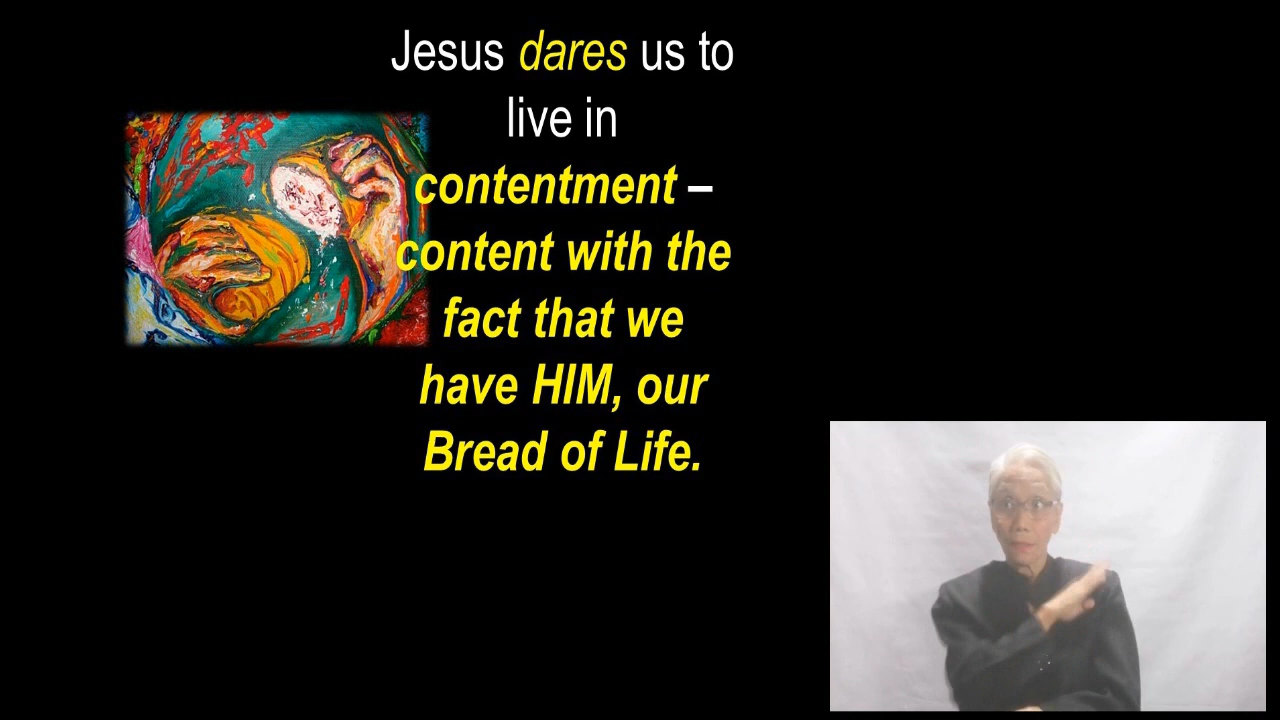 Jesus dares us to
live in
contentment –
content with the
fact that we
have HIM, our
Bread of Life.